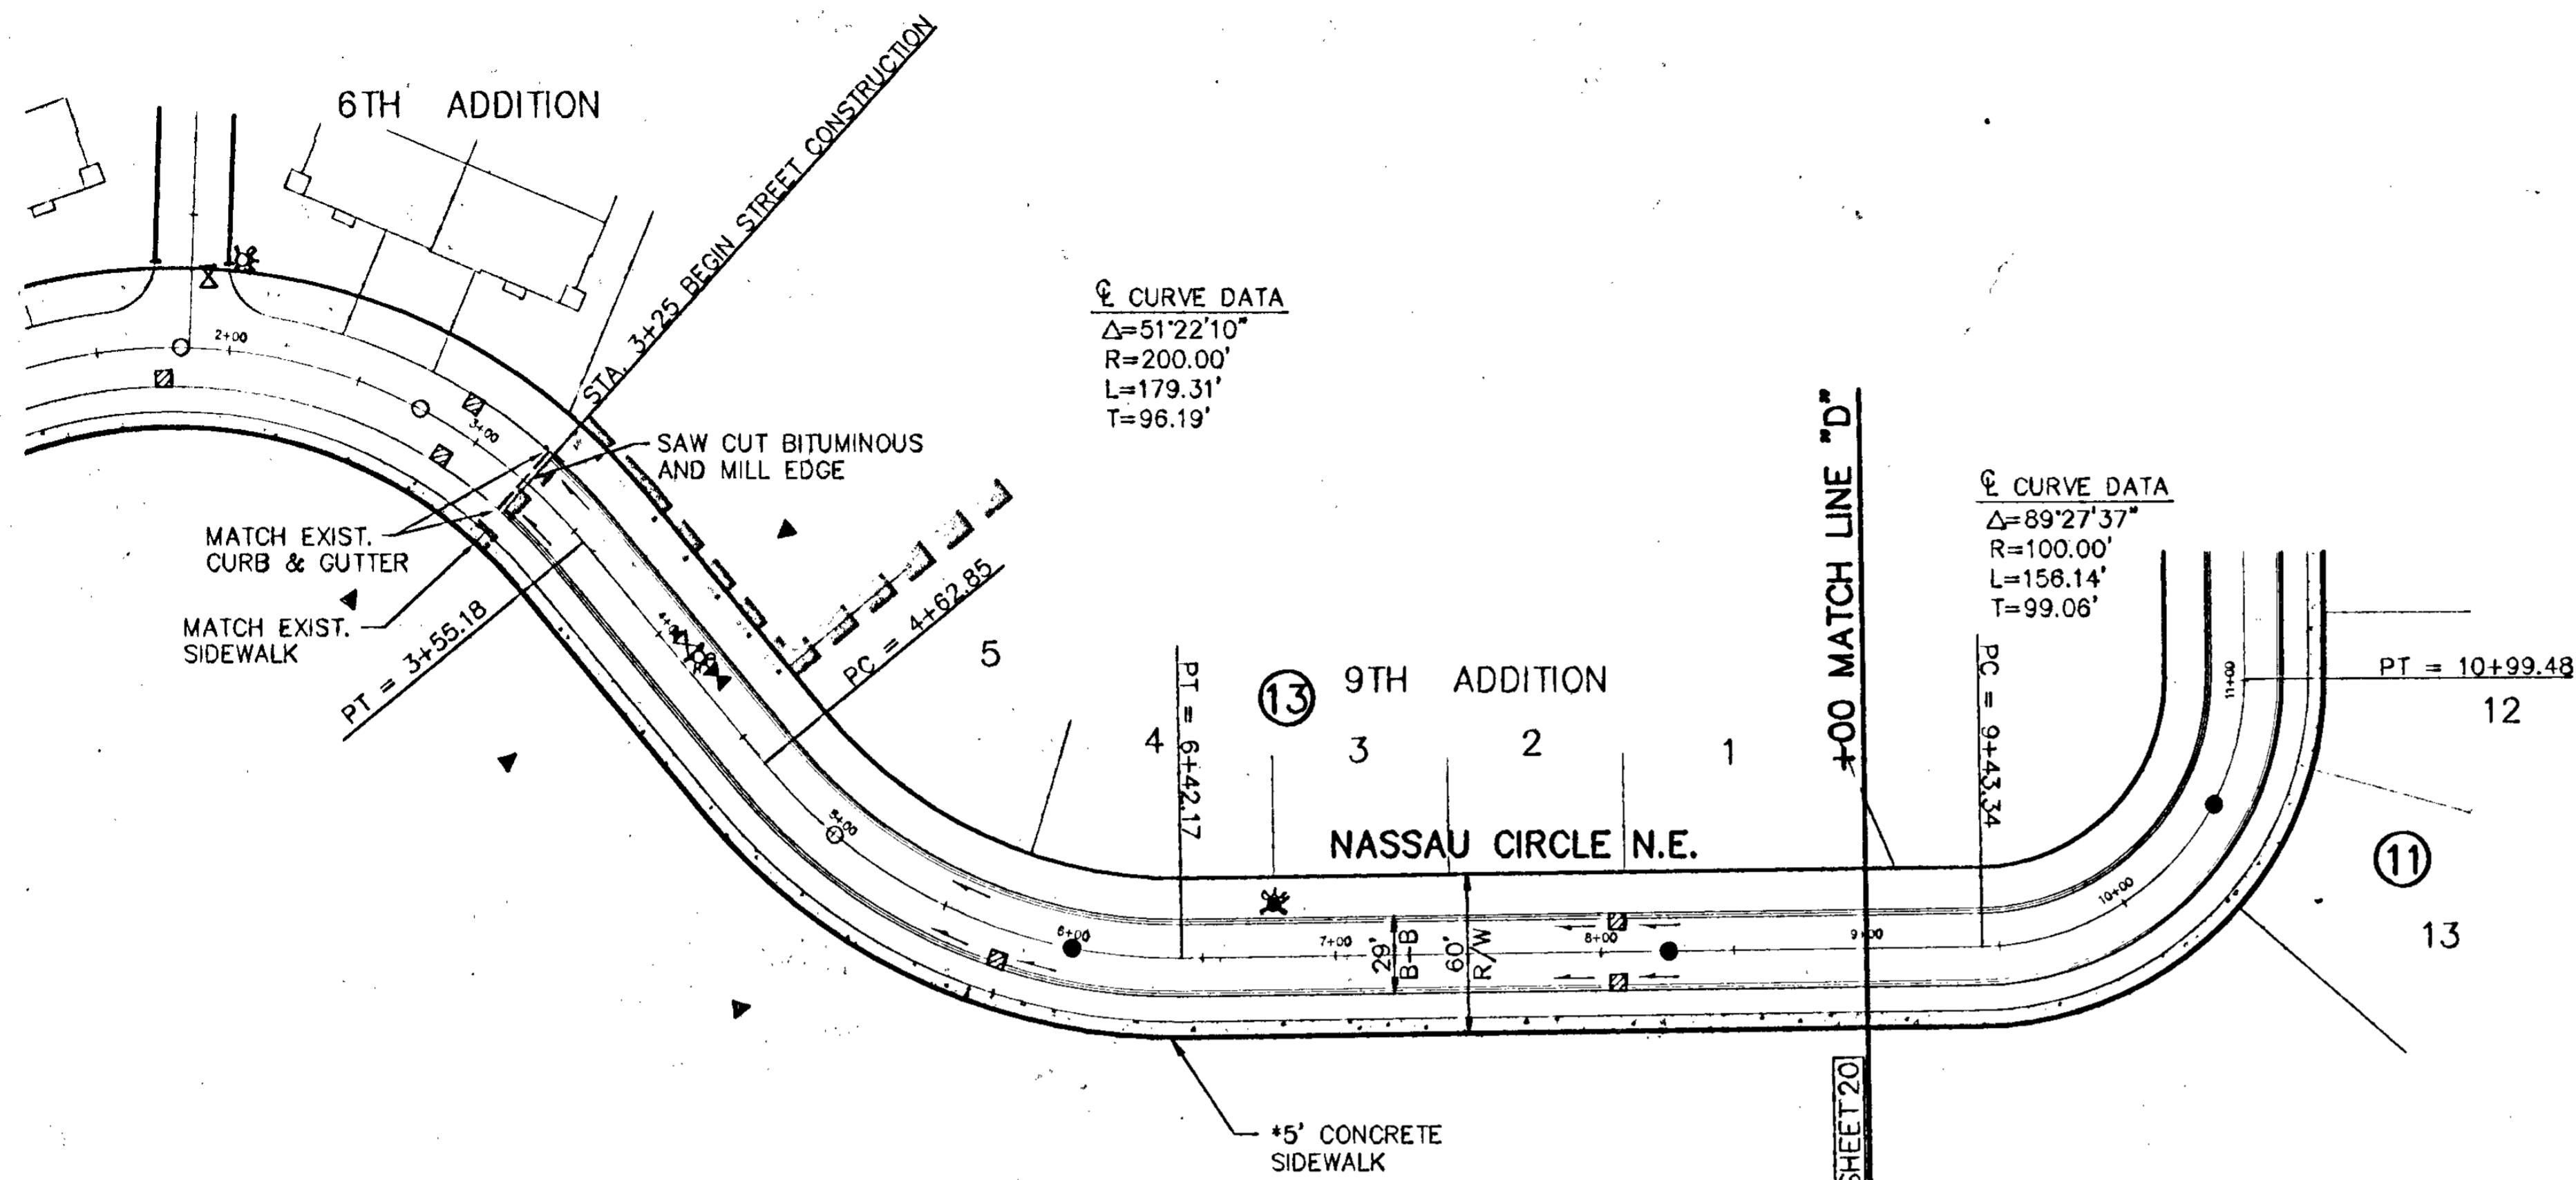 6TH ADDITION
STA. 3+25 BEGIN STREET CONSTRUCTION
2+00
3+00
SAW CUT BITUMINOUS
AND MILL EDGE
MATCH EXIST.
CURB & GUTTER
MATCH EXIST.
SIDEWALK
PT = 3+55.18
4+00
PC = 4+62.85
℄ CURVE DATA
Δ=51°22'10"
R=200.00'
L=179.31'
T=96.19'
5
4
PT = 6+42.17
13
9TH ADDITION
3
2
1
NASSAU CIRCLE N.E.
5+00
6+00
7+00
29'
B-B
60'
R/W
8+00
9+00
+00 MATCH LINE "D"
SHEET 20
℄ CURVE DATA
Δ=89°27'37"
R=100.00'
L=156.14'
T=99.06'
PC = 9+43.34
10+00
11+00
PT = 10+99.48
12
11
13
*5' CONCRETE
SIDEWALK